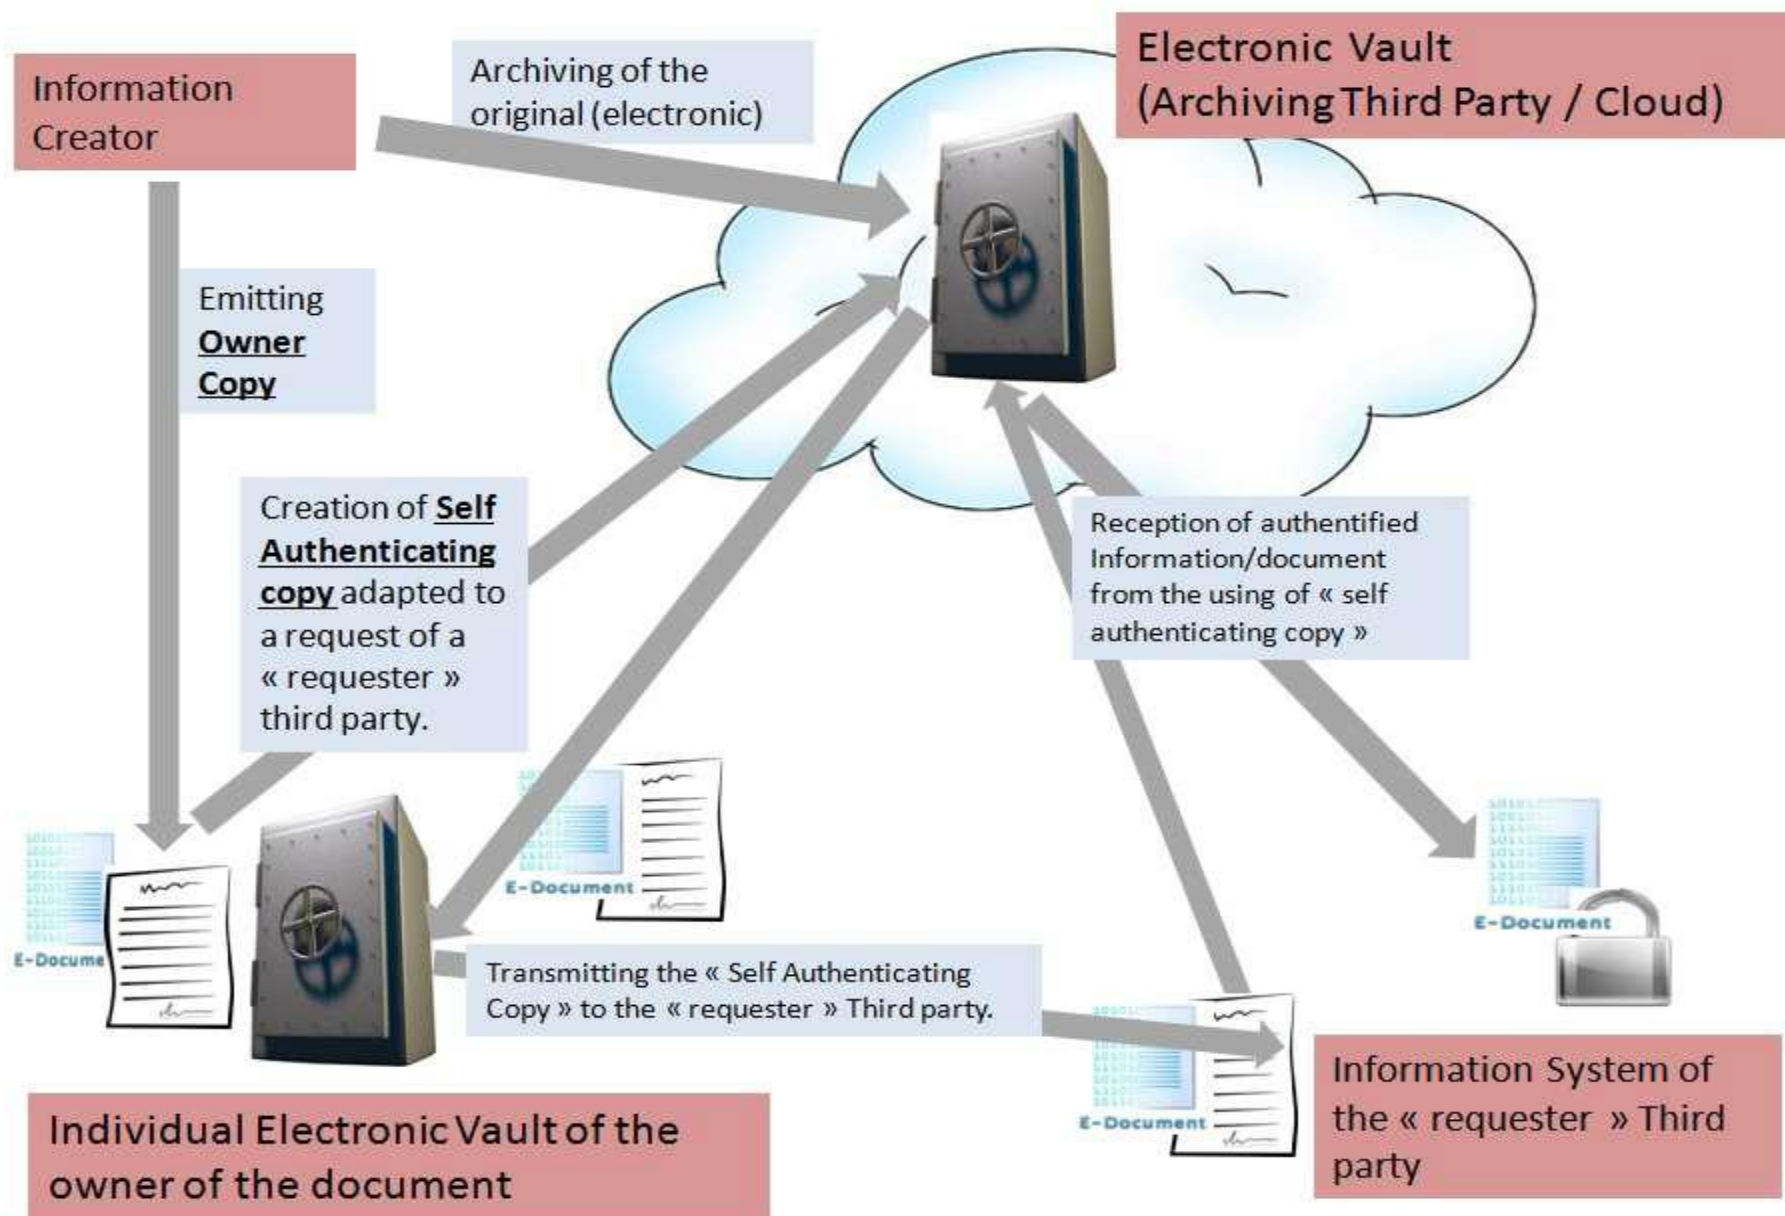 Information
Creator
Archiving of the
original (electronic)
Electronic Vault
(Archiving Third Party / Cloud)
Emitting
Owner
Copy
Creation of Self
Authenticating
copy adapted to
a request of a
« requester »
third party.
Reception of authentified
Information/document
from the using of « self
authenticating copy »
E-Docume
E-Document
E-Document
Transmitting the « Self Authenticating
Copy » to the « requester » Third party.
E-Document
Individual Electronic Vault of the
owner of the document
Information System of
the « requester » Third
party